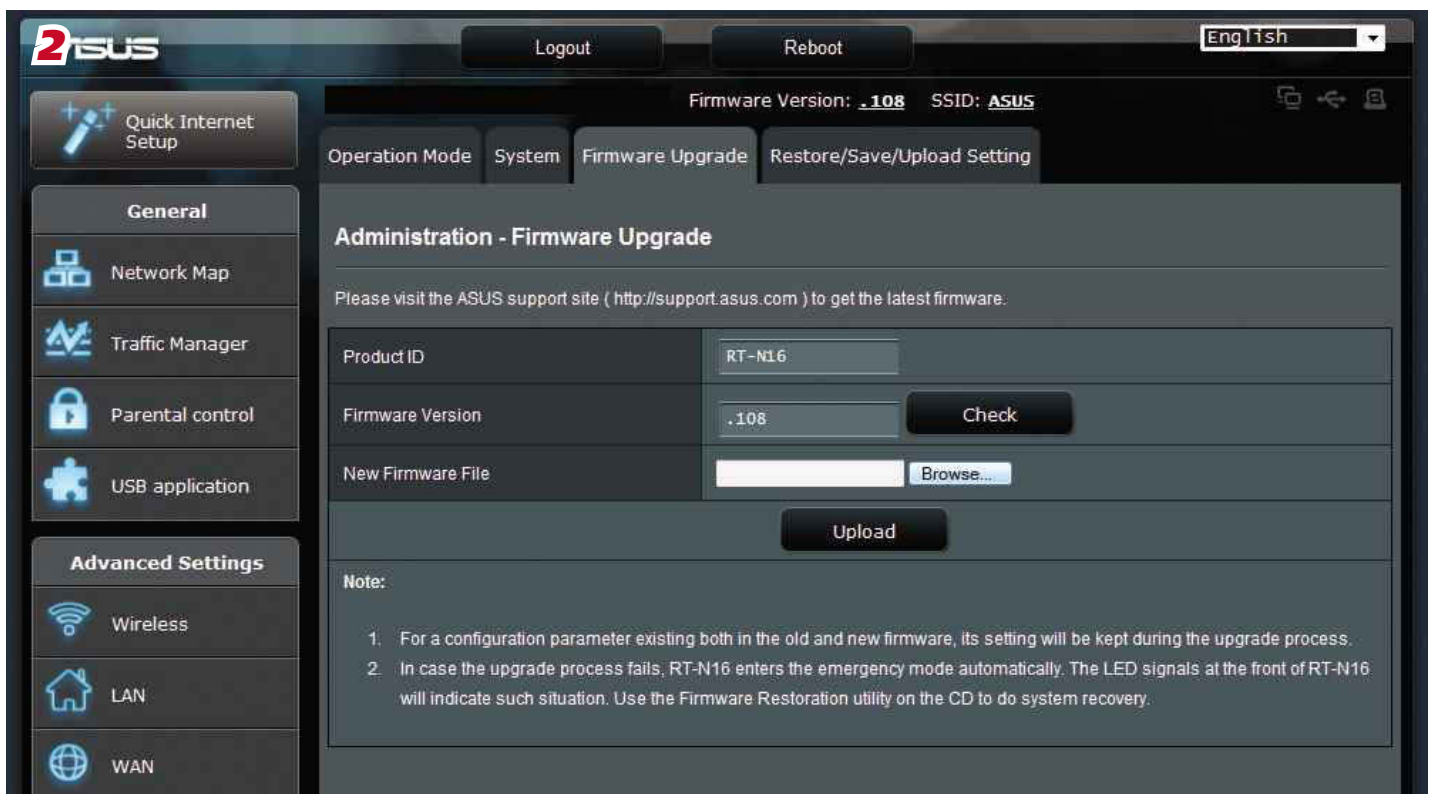 2
ASUS
Logout
Reboot
English
Firmware Version: .108 SSID: ASUS
Quick Internet
Setup
Operation Mode
System
Firmware Upgrade
Restore/Save/Upload Setting
General
Network Map
Traffic Manager
Parental control
USB application
Advanced Settings
Wireless
LAN
WAN
Administration - Firmware Upgrade
Please visit the ASUS support site ( http://support.asus.com ) to get the latest firmware.
Product ID
RT-N16
Firmware Version
.108
Check
New Firmware File
Browse...
Upload
Note:
1. For a configuration parameter existing both in the old and new firmware, its setting will be kept during the upgrade process.
2. In case the upgrade process fails, RT-N16 enters the emergency mode automatically. The LED signals at the front of RT-N16
will indicate such situation. Use the Firmware Restoration utility on the CD to do system recovery.